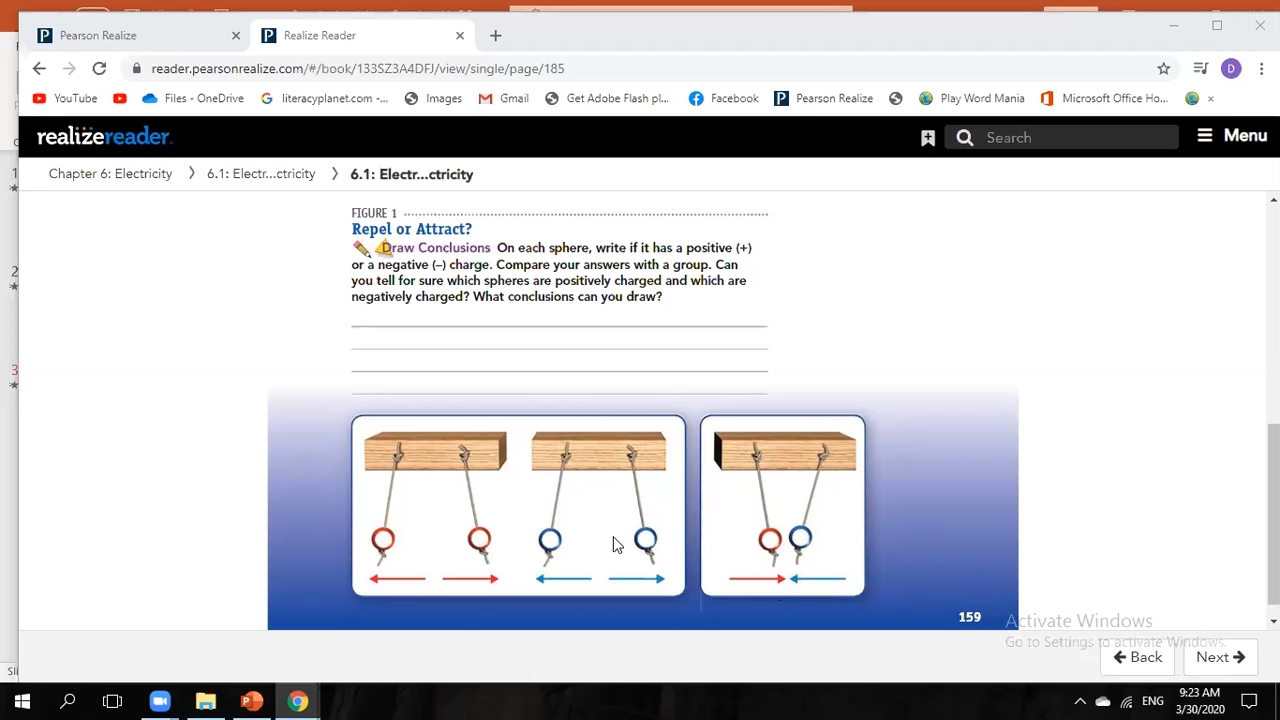 Pearson Realize
Realize Reader
reader.pearsonrealize.com/#/book/133SZ3A4DFJ/view/single/page/185
D
YouTube
Files - OneDrive
literacyplanet.com -...
Images
Gmail
Get Adobe Flash pl...
Facebook
Pearson Realize
Play Word Mania
Microsoft Office Ho...
realizereader
Search
Menu
Chapter 6: Electricity
6.1: Electr...ctricity
6.1: Electr...ctricity
FIGURE 1
Repel or Attract?
Draw Conclusions On each sphere, write if it has a positive (+)
or a negative (–) charge. Compare your answers with a group. Can
you tell for sure which spheres are positively charged and which are
negatively charged? What conclusions can you draw?
159
Activate Windows
Go to Settings to activate Windows.
Back
Next
1
2
3
ENG
9:23 AM
3/30/2020